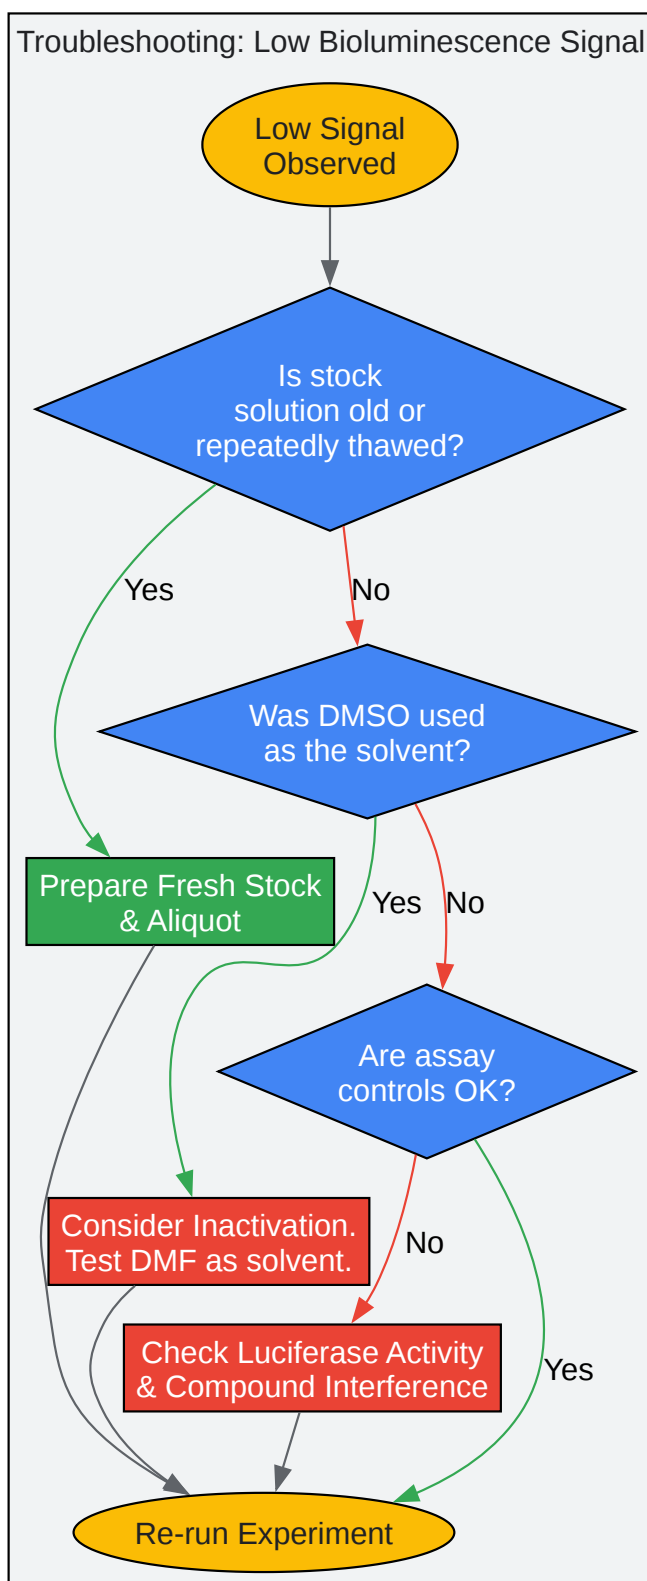 Troubleshooting: Low Bioluminescence Signal
Low Signal
Observed
Is stock
solution old or
repeatedly thawed?
Yes
No
Was DMSO used
as the solvent?
Prepare Fresh Stock
& Aliquot
Yes
No
Are assay
controls OK?
Consider Inactivation.
Test DMF as solvent.
No
Check Luciferase Activity
& Compound Interference
Yes
Re-run Experiment